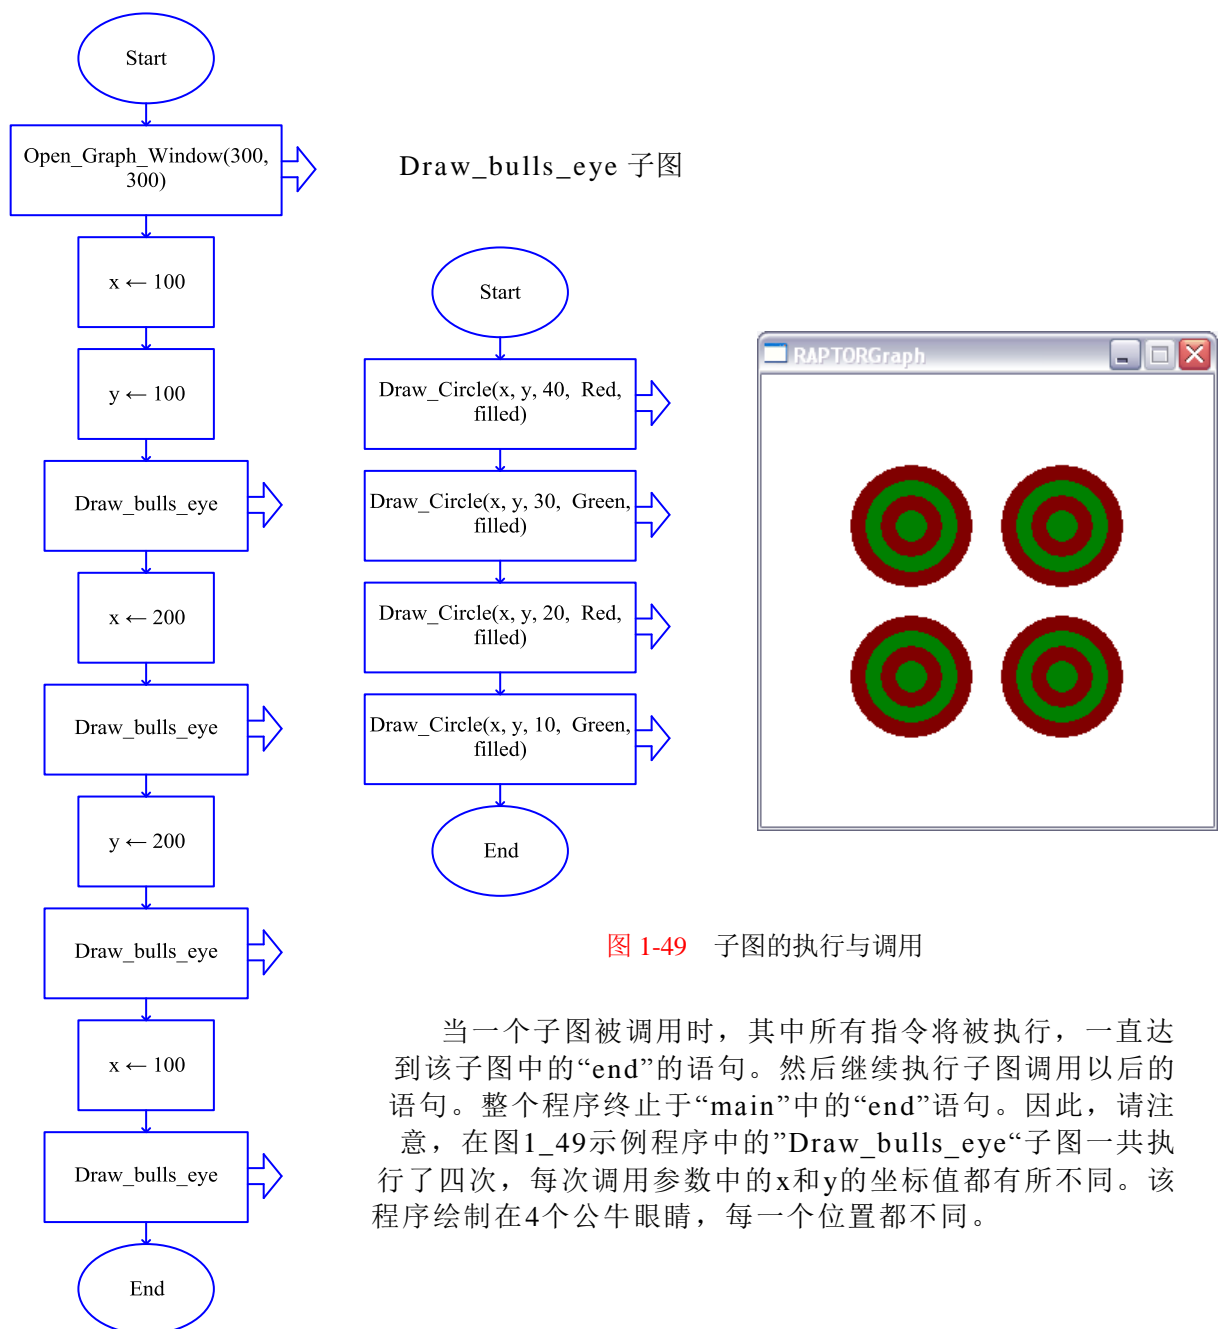 Start
Open_Graph_Window(300,
300)
x ← 100
y ← 100
Draw_bulls_eye
x ← 200
Draw_bulls_eye
y ← 200
Draw_bulls_eye
x ← 100
Draw_bulls_eye
End
Draw_bulls_eye 子图
Start
Draw_Circle(x, y, 40, Red,
filled)
Draw_Circle(x, y, 30, Green,
filled)
Draw_Circle(x, y, 20, Red,
filled)
Draw_Circle(x, y, 10, Green,
filled)
End
RAPTORGraph
图 1-49 子图的执行与调用
当一个子图被调用时，其中所有指令将被执行，一直达
到该子图中的“end”的语句。然后继续执行子图调用以后的
语句。整个程序终止于“main”中的“end”语句。因此，请注
意，在图1_49示例程序中的”Draw_bulls_eye“子图一共执
行了四次，每次调用参数中的x和y的坐标值都有所不同。该
程序绘制在4个公牛眼睛，每一个位置都不同。